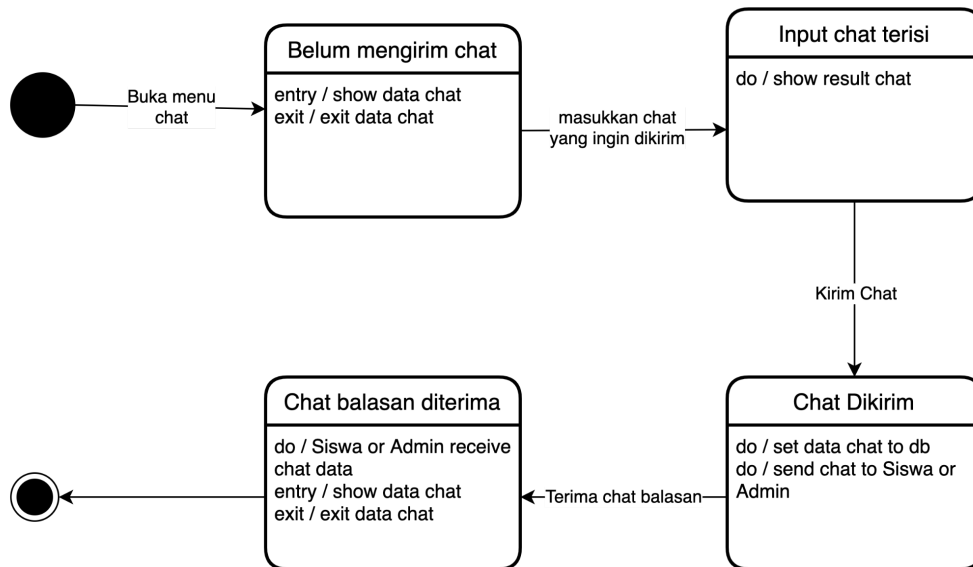 Buka menu
chat
Belum mengirim chat
entry / show data chat
exit / exit data chat
masukkan chat
yang ingin dikirim
Input chat terisi
do / show result chat
Kirim Chat
Chat Dikirim
do / set data chat to db
do / send chat to Siswa or
Admin
Terima chat balasan
Chat balasan diterima
do / Siswa or Admin receive
chat data
entry / show data chat
exit / exit data chat